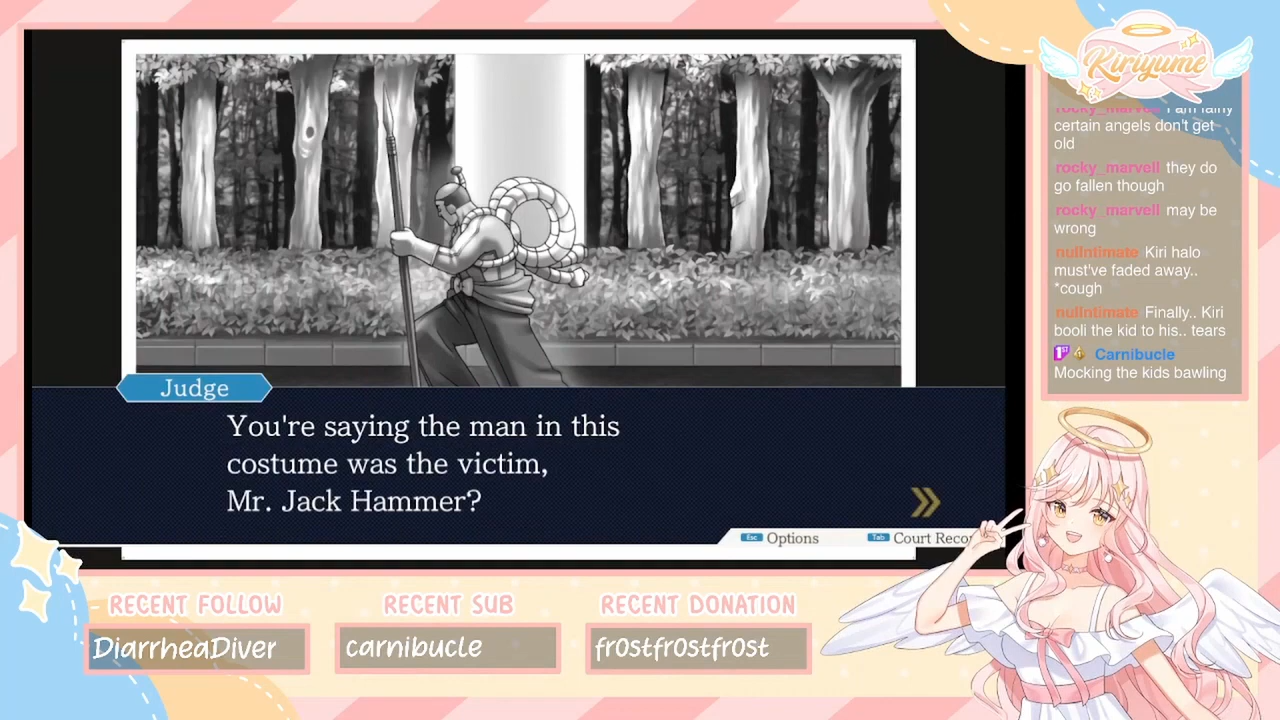 Kiriyume
rocky_marvell I am fairly
certain angels don't get
old
rocky_marvell they do
go fallen though
rocky_marvell may be
wrong
nullntimate Kiri halo
must've faded away..
*cough
nullntimate Finally.. Kiri
booli the kid to his.. tears
1ST Carnibucle
Mocking the kids bawling
Judge
You're saying the man in this
costume was the victim,
Mr. Jack Hammer?
Esc Options
Tab Court Recor
RECENT FOLLOW
RECENT SUB
RECENT DONATION
DiarrheaDiver
carnibucle
frostfrostfrost